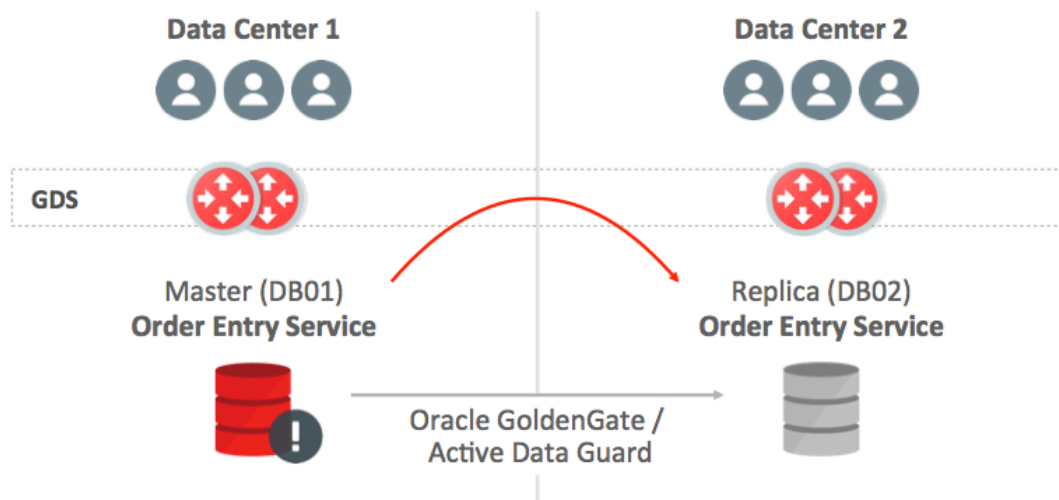 Data Center 1
Data Center 2
GDS
Master (DB01)
Order Entry Service
Replica (DB02)
Order Entry Service
!
Oracle GoldenGate /
Active Data Guard